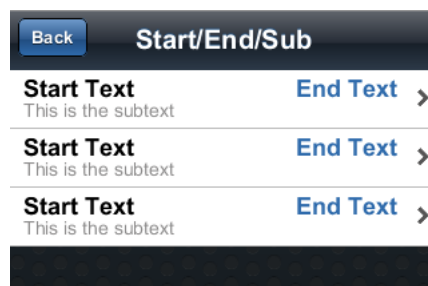 Back Start/End/Sub
Start Text End Text
This is the subtext
Start Text End Text
This is the subtext
Start Text End Text
This is the subtext